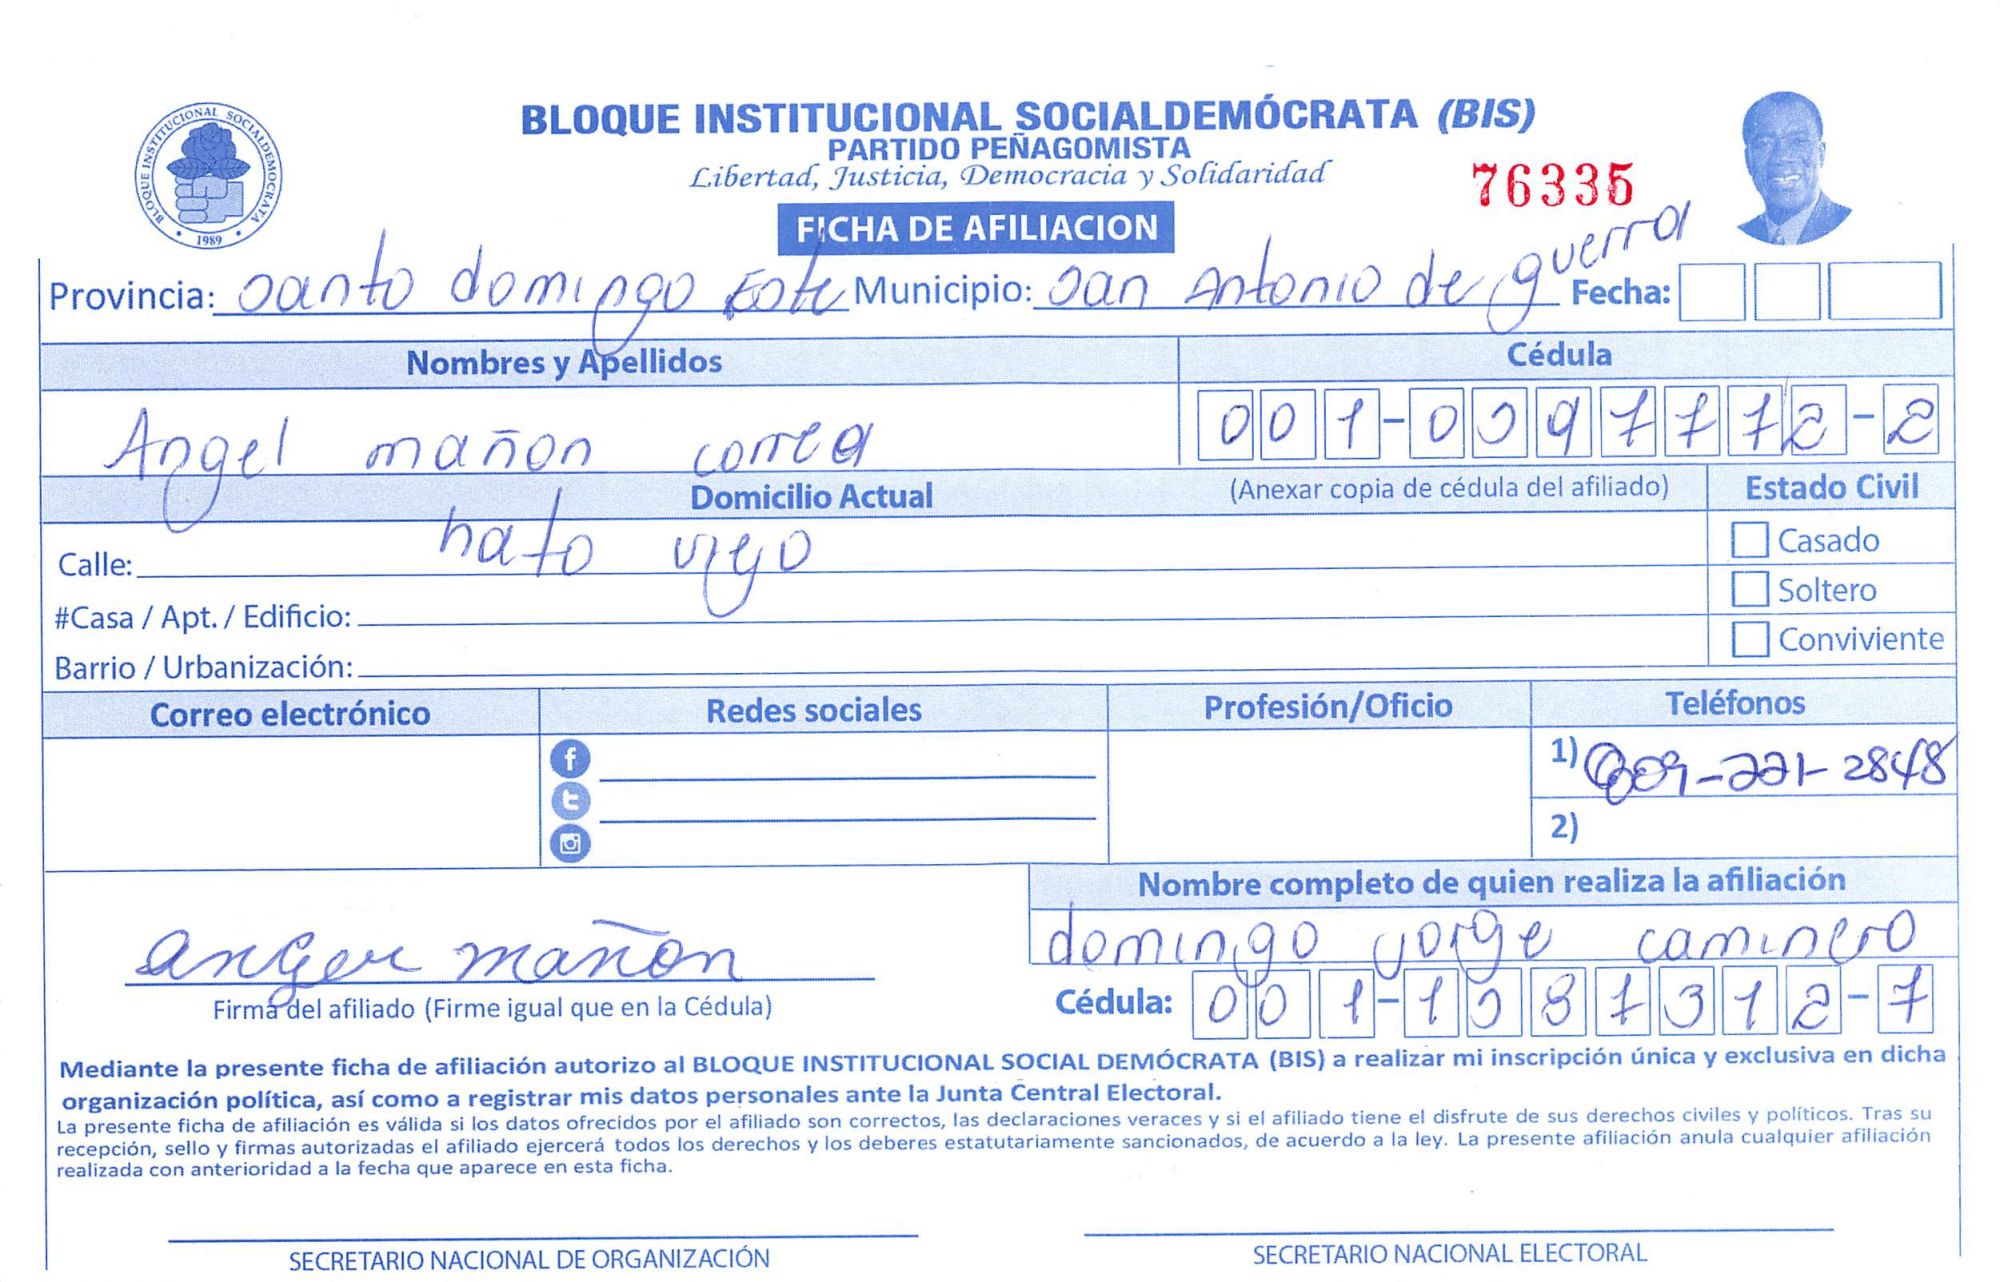 BLOQUE INSTITUCIONAL SOCIALDEMÓCRATA (BIS)
PARTIDO PEÑAGOMISTA
Libertad, Justicia, Democracia y Solidaridad
76335
BLOQUE INSTITUCIONAL SOCIALDEMOCRATA
1989
FICHA DE AFILIACION
Provincia: santo domingo Este Municipio: san Antonio de guerra Fecha:
Nombres y Apellidos Cédula
Angel mañon correa 001-0097772-2
Domicilio Actual (Anexar copia de cédula del afiliado) Estado Civil
Calle: hato viejo Casado
#Casa / Apt. / Edificio: Soltero
Barrio / Urbanización: Conviviente
Correo electrónico Redes sociales Profesión/Oficio Teléfonos
1) 809-221-2848
2)
Nombre completo de quien realiza la afiliación
domingo yorge caminero
anger mañon
Firma del afiliado (Firme igual que en la Cédula) Cédula: 001-1087312-7
Mediante la presente ficha de afiliación autorizo al BLOQUE INSTITUCIONAL SOCIAL DEMÓCRATA (BIS) a realizar mi inscripción única y exclusiva en dicha
organización política, así como a registrar mis datos personales ante la Junta Central Electoral.
La presente ficha de afiliación es válida si los datos ofrecidos por el afiliado son correctos, las declaraciones veraces y si el afiliado tiene el disfrute de sus derechos civiles y políticos. Tras su
recepción, sello y firmas autorizadas el afiliado ejercerá todos los derechos y los deberes estatutariamente sancionados, de acuerdo a la ley. La presente afiliación anula cualquier afiliación
realizada con anterioridad a la fecha que aparece en esta ficha.
SECRETARIO NACIONAL DE ORGANIZACIÓN SECRETARIO NACIONAL ELECTORAL